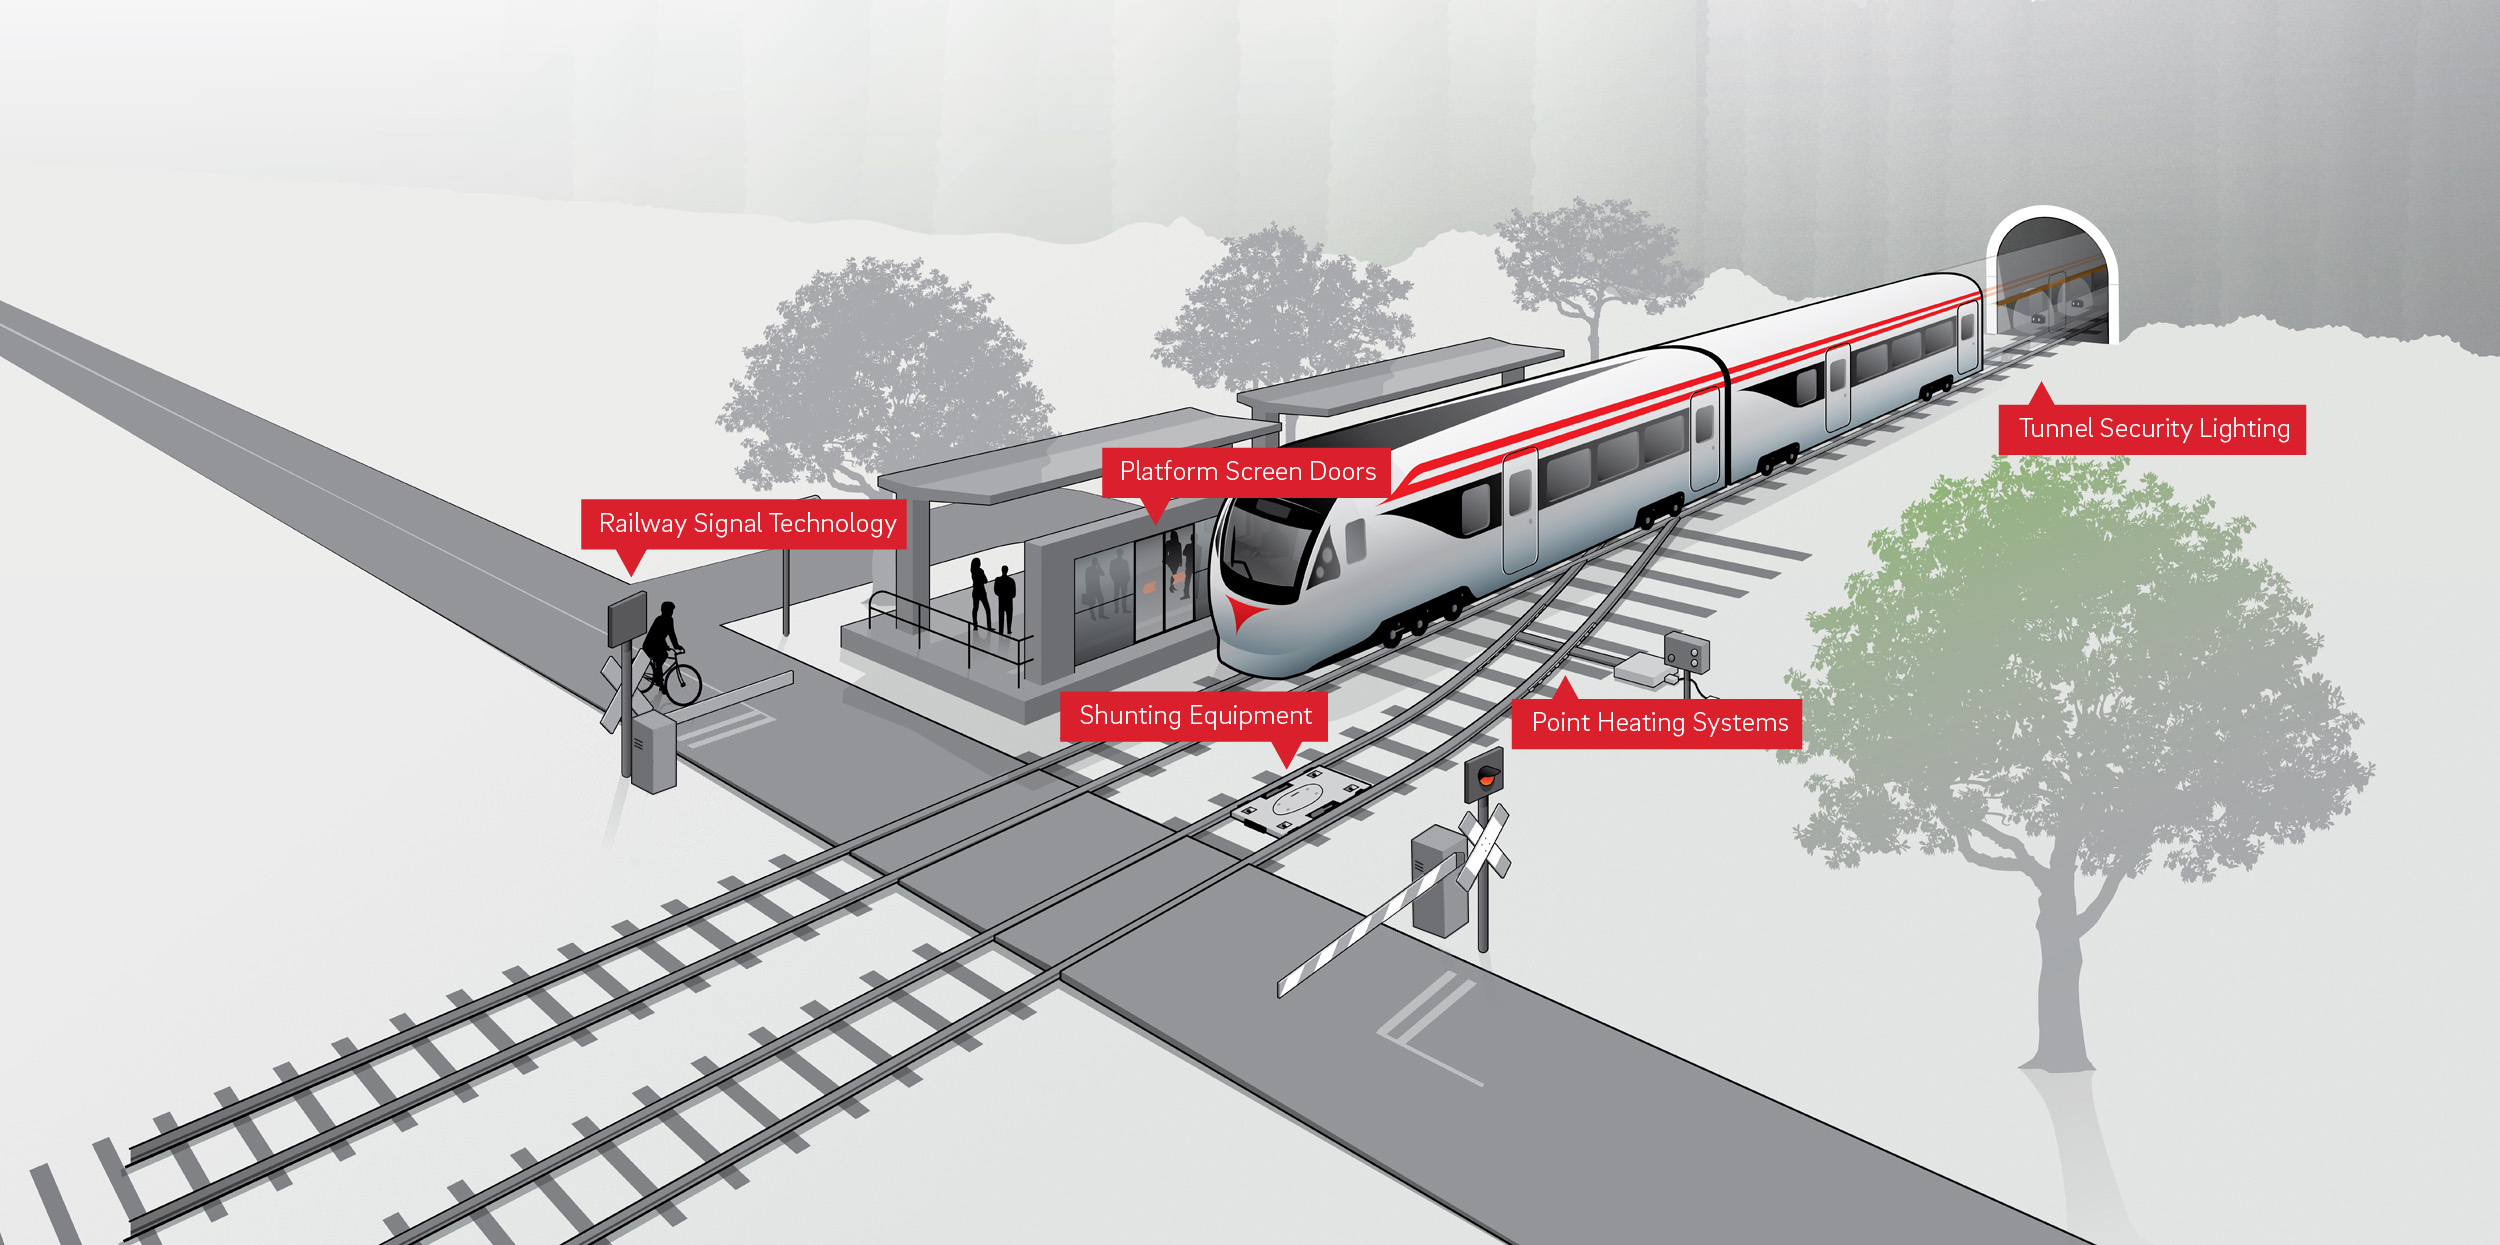 Tunnel Security Lighting
Platform Screen Doors
Railway Signal Technology
Shunting Equipment
Point Heating Systems